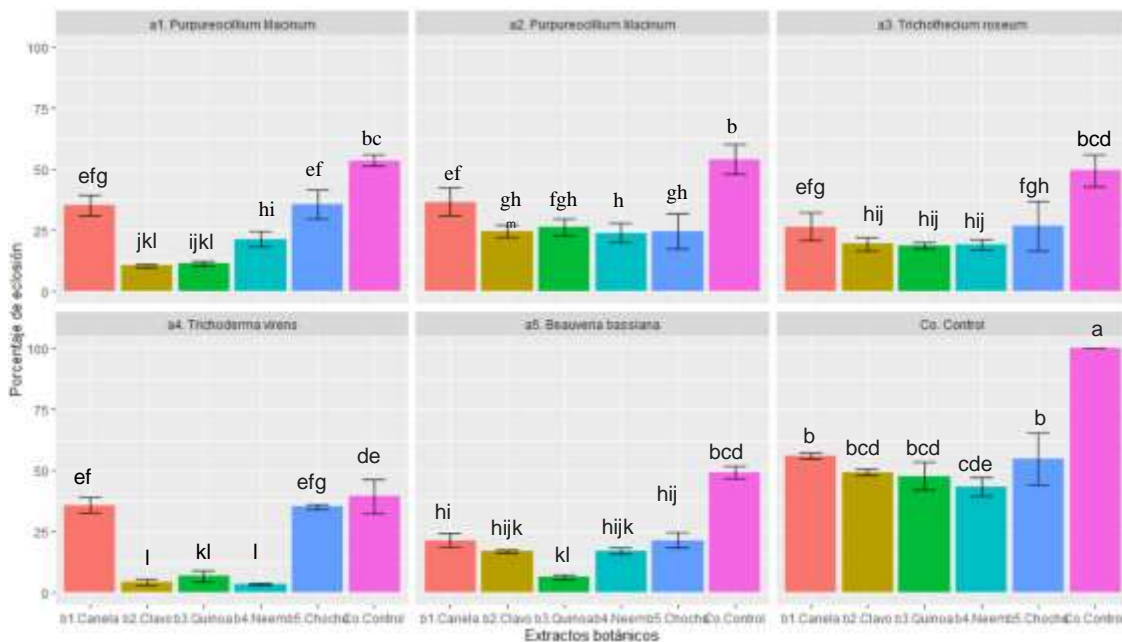 a1. Purpureocillium lilacinum
a2. Purpureocillium lilacinum
a3. Trichothecium roseum
100
75
50
25
0
efg
jkl
ijkl
hi
ef
bc
ef
gh
m
fgh
h
gh
b
efg
hij
hij
hij
fgh
bcd
Porcentaje de eclosión
a4. Trichoderma virens
a5. Beauveria bassiana
Co. Control
100
75
50
25
0
ef
l
kl
l
efg
de
hi
hijk
kl
hijk
hij
bcd
b
bcd
bcd
cde
b
a
b1.Canela b2.Clavo b3.Quinoa b4.Neem b5.Chocho Co.Control
b1.Canela b2.Clavo b3.Quinoa b4.Neem b5.Chocho Co.Control
b1.Canela b2.Clavo b3.Quinoa b4.Neem b5.Chocho Co.Control
Extractos botánicos